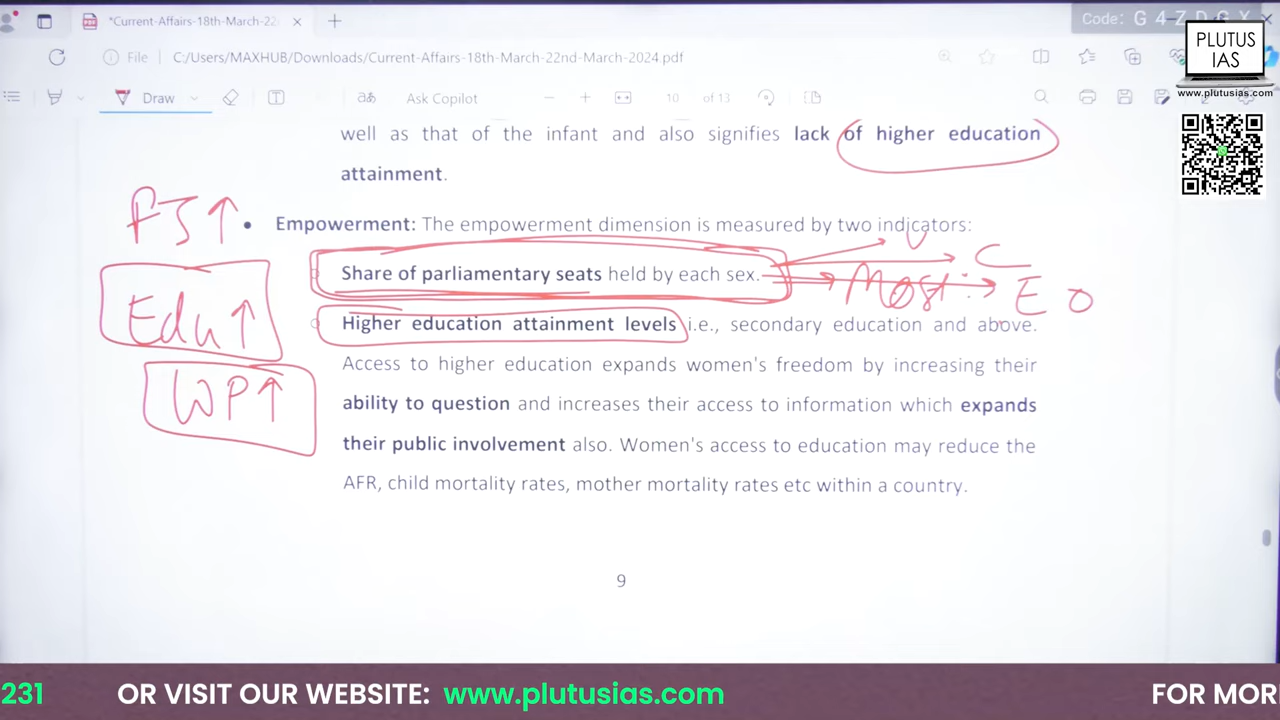 *Current-Affairs-18th-March-22
Code: G 4 Z D G X
File C:/Users/MAXHUB/Downloads/Current-Affairs-18th-March-22nd-March-2024.pdf
PLUTUS
IAS
www.plutusias.com
Draw Ask Copilot 10 of 13
well as that of the infant and also signifies lack of higher education
attainment.
• Empowerment: The empowerment dimension is measured by two indicators:
Share of parliamentary seats held by each sex.
Higher education attainment levels i.e., secondary education and above.
Access to higher education expands women's freedom by increasing their
ability to question and increases their access to information which expands
their public involvement also. Women's access to education may reduce the
AFR, child mortality rates, mother mortality rates etc within a country.
Edu ↑
WP ↑
C
Most:
E O
9
231 OR VISIT OUR WEBSITE: www.plutusias.com FOR MOR